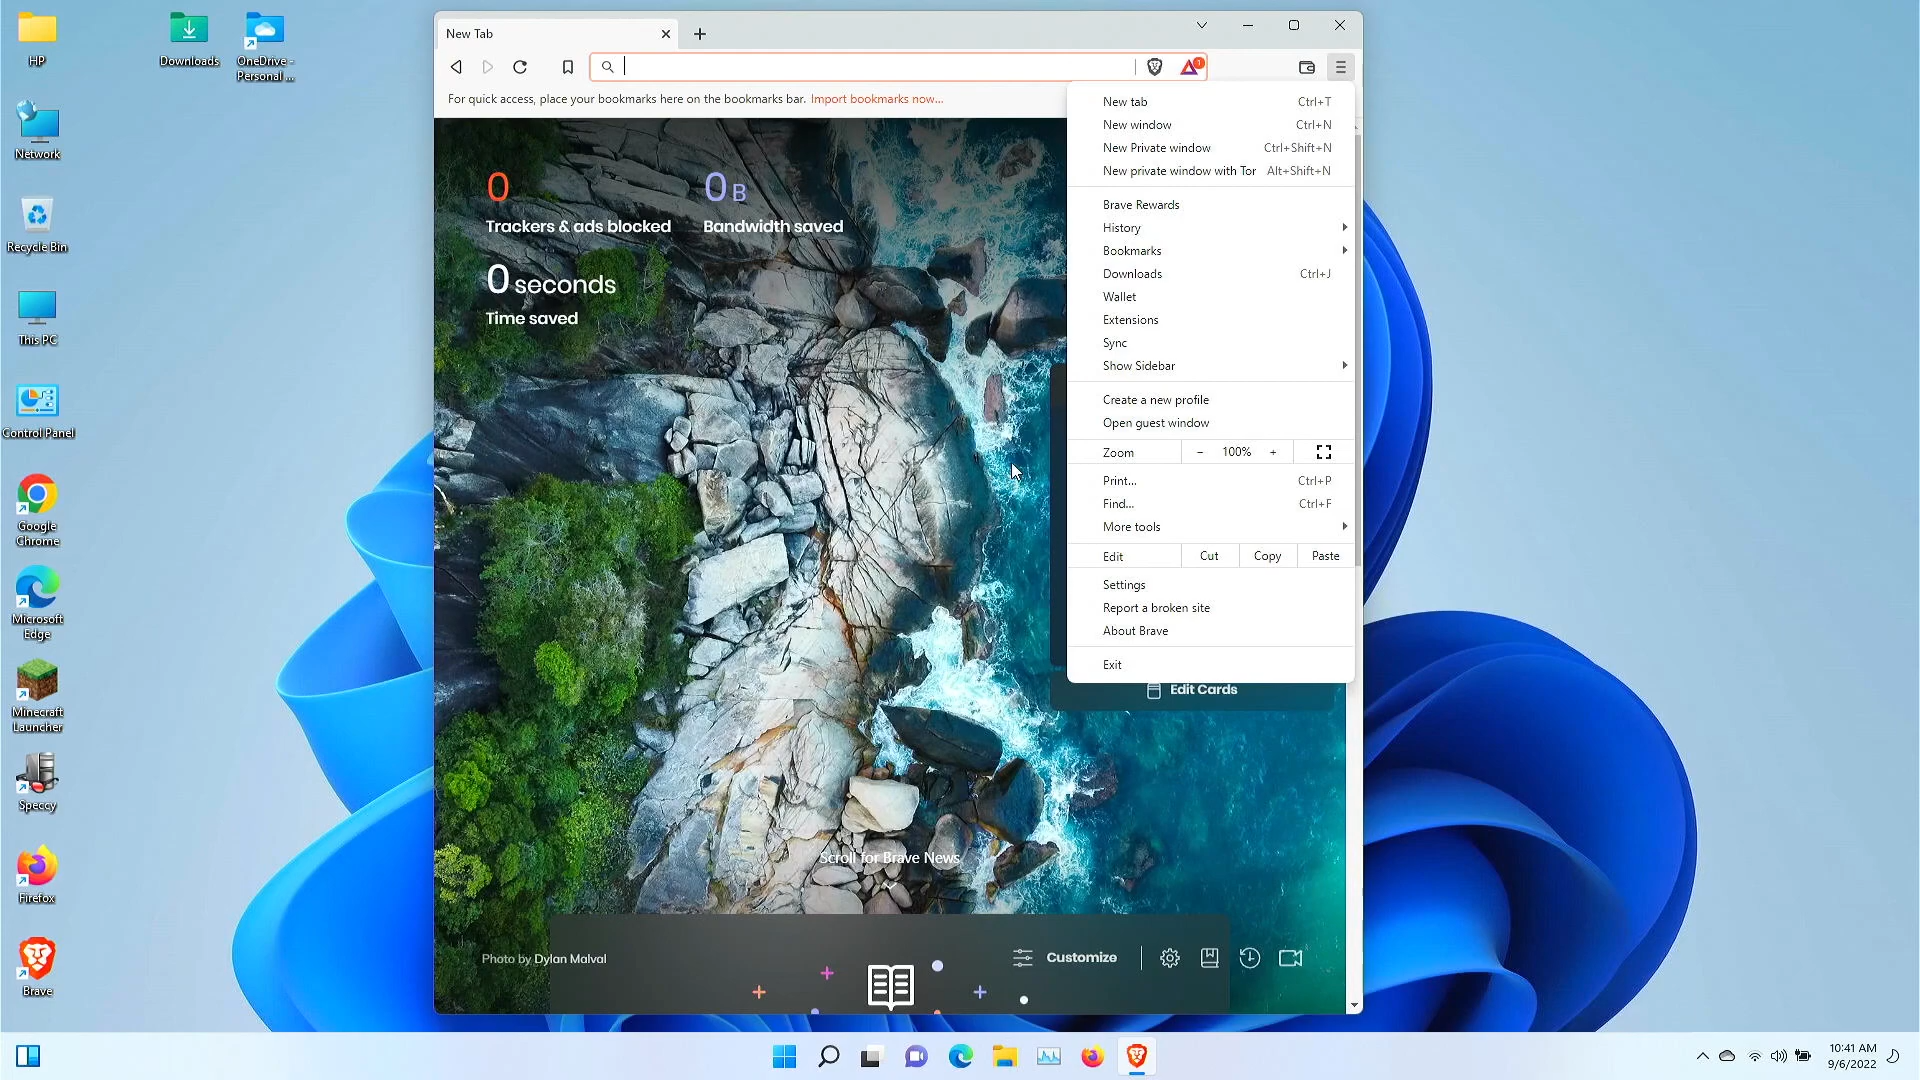 HP
Downloads
OneDrive -
Personal ...
Network
Recycle Bin
This PC
Control Panel
Google
Chrome
Microsoft
Edge
Minecraft
Launcher
Speccy
Firefox
Brave
New Tab
1
For quick access, place your bookmarks here on the bookmarks bar. Import bookmarks now...
0
Trackers & ads blocked
0 B
Bandwidth saved
0 seconds
Time saved
New tab Ctrl+T
New window Ctrl+N
New Private window Ctrl+Shift+N
New private window with Tor Alt+Shift+N
Brave Rewards
History
Bookmarks
Downloads Ctrl+J
Wallet
Extensions
Sync
Show Sidebar
Create a new profile
Open guest window
Zoom − 100% +
Print... Ctrl+P
Find... Ctrl+F
More tools
Edit Cut Copy Paste
Settings
Report a broken site
About Brave
Exit
Edit Cards
Scroll for Brave News
Photo by Dylan Malval
Customize
10:41 AM
9/6/2022